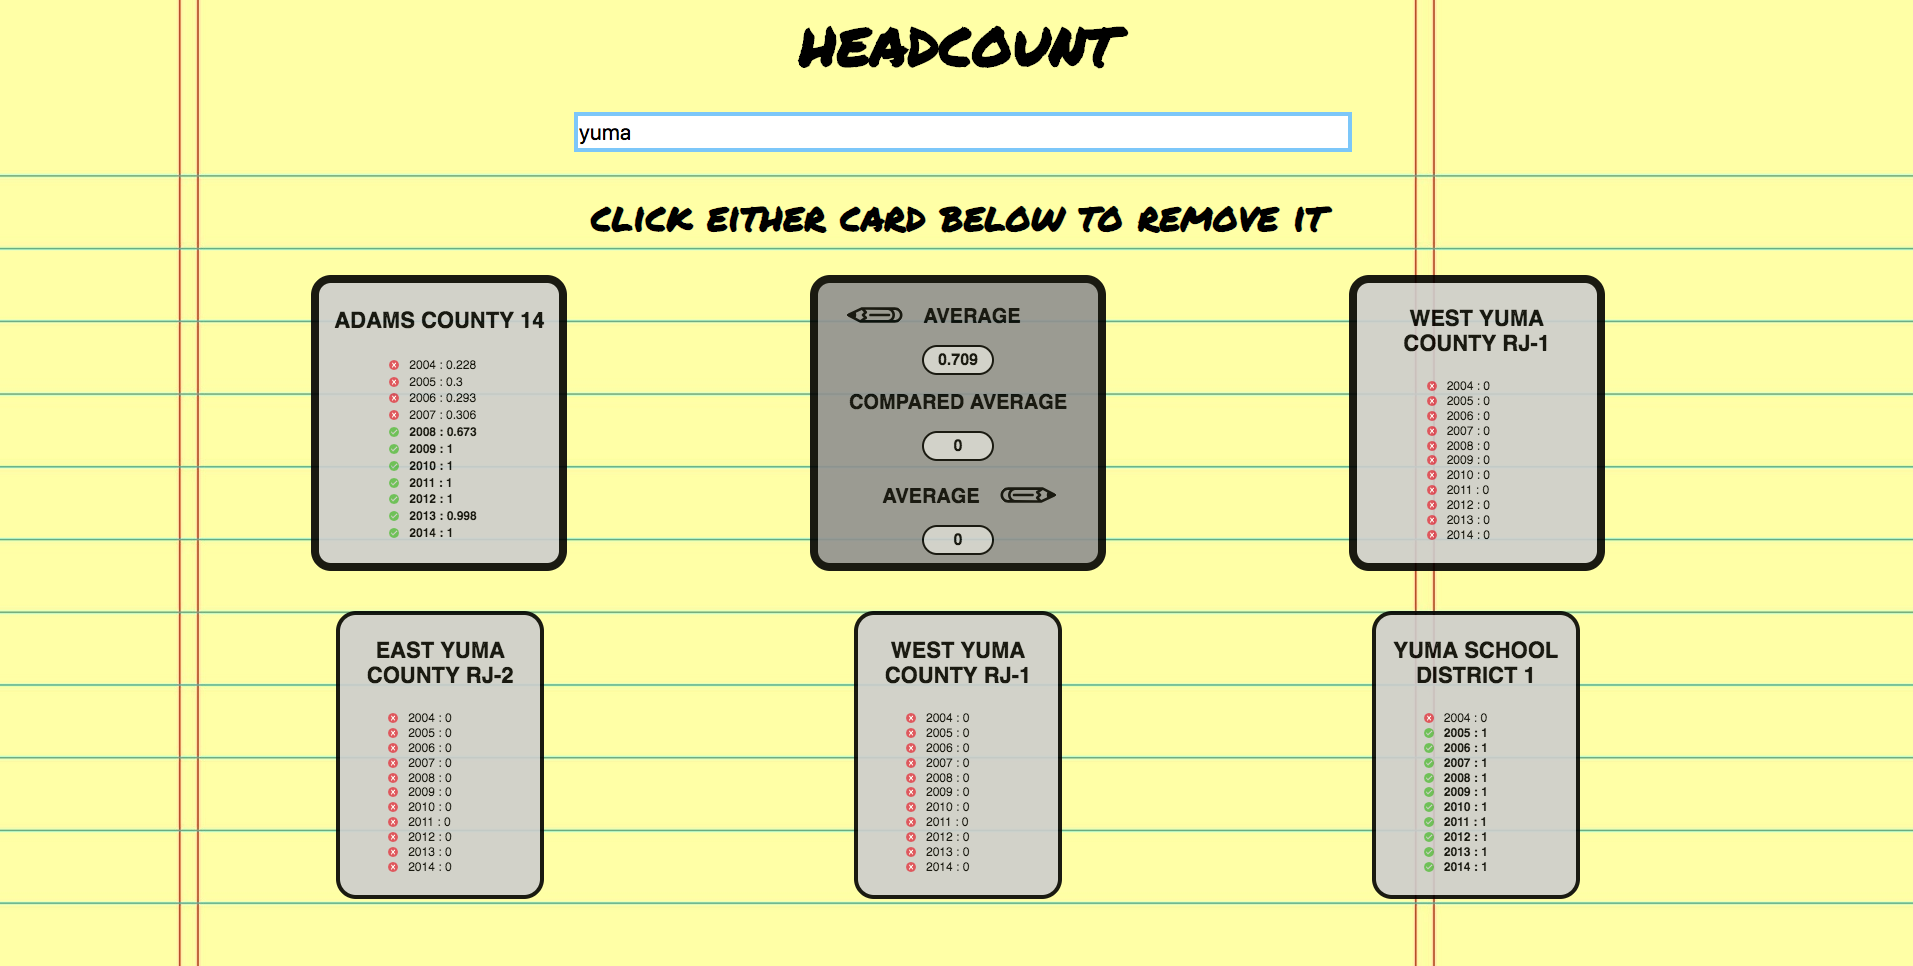 HEADCOUNT
yuma
CLICK EITHER CARD BELOW TO REMOVE IT
ADAMS COUNTY 14
2004 : 0.228
2005 : 0.3
2006 : 0.293
2007 : 0.306
2008 : 0.673
2009 : 1
2010 : 1
2011 : 1
2012 : 1
2013 : 0.998
2014 : 1
AVERAGE
0.709
COMPARED AVERAGE
0
AVERAGE
0
WEST YUMA
COUNTY RJ-1
2004 : 0
2005 : 0
2006 : 0
2007 : 0
2008 : 0
2009 : 0
2010 : 0
2011 : 0
2012 : 0
2013 : 0
2014 : 0
EAST YUMA
COUNTY RJ-2
2004 : 0
2005 : 0
2006 : 0
2007 : 0
2008 : 0
2009 : 0
2010 : 0
2011 : 0
2012 : 0
2013 : 0
2014 : 0
WEST YUMA
COUNTY RJ-1
2004 : 0
2005 : 0
2006 : 0
2007 : 0
2008 : 0
2009 : 0
2010 : 0
2011 : 0
2012 : 0
2013 : 0
2014 : 0
YUMA SCHOOL
DISTRICT 1
2004 : 0
2005 : 1
2006 : 1
2007 : 1
2008 : 1
2009 : 1
2010 : 1
2011 : 1
2012 : 1
2013 : 1
2014 : 1